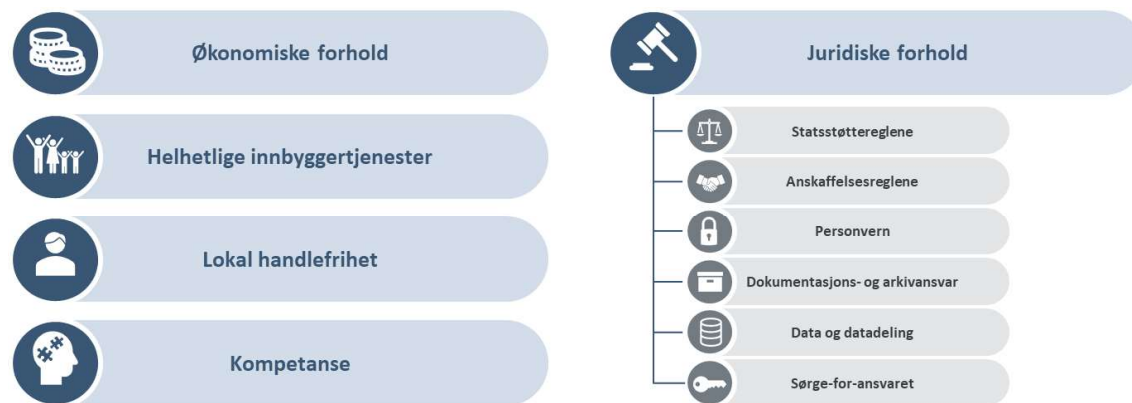 Økonomiske forhold
Helhetlige innbyggertjenester
Lokal handlefrihet
Kompetanse
Juridiske forhold
Statsstøttereglene
Anskaffelsesreglene
Personvern
Dokumentasjons- og arkivansvar
Data og datadeling
Sørge-for-ansvaret